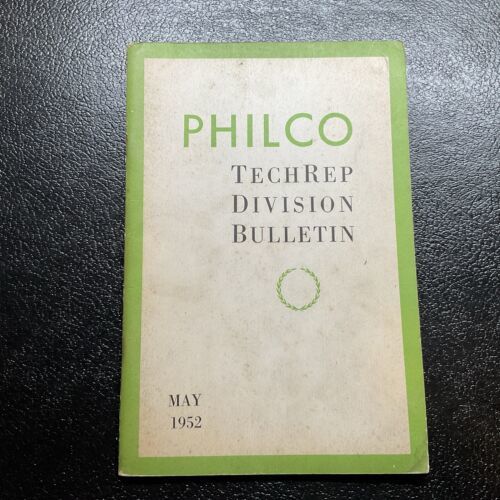 PHILCO
TECHREP
DIVISION
BULLETIN
MAY
1952